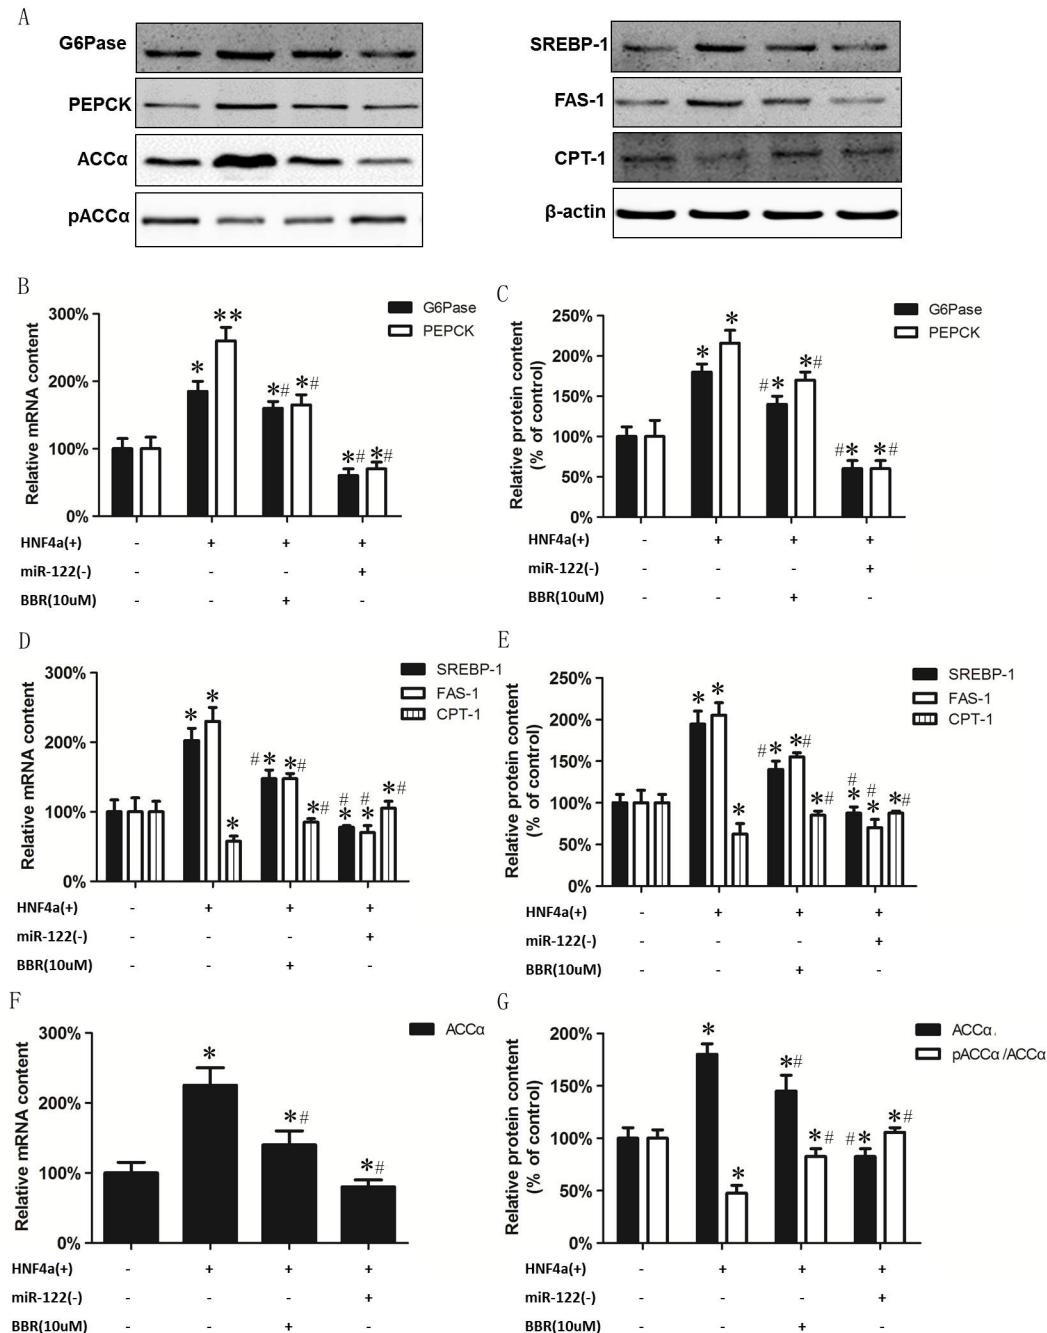 A
G6Pase
PEPCK
ACCα
pACCα
SREBP-1
FAS-1
CPT-1
β-actin
B
Relative mRNA content
300%
200%
100%
0%
** 
* *# *# *# *#
G6Pase
PEPCK
HNF4a(+) - + + +
miR-122(-) - - - +
BBR(10uM) - - + -
C
Relative protein content
(% of control)
250%
200%
150%
100%
50%
0%
* * #* *# #* *#
G6Pase
PEPCK
HNF4a(+) - + + +
miR-122(-) - - - +
BBR(10uM) - - + -
D
Relative mRNA content
300%
200%
100%
0%
* * * #* *# *# #* #* *#
SREBP-1
FAS-1
CPT-1
HNF4a(+) - + + +
miR-122(-) - - - +
BBR(10uM) - - + -
E
Relative protein content
(% of control)
250%
200%
150%
100%
50%
0%
* * * #* *# *# #* #* *#
SREBP-1
FAS-1
CPT-1
HNF4a(+) - + + +
miR-122(-) - - - +
BBR(10uM) - - + -
F
Relative mRNA content
300%
200%
100%
0%
* *# *#
ACCα
HNF4a(+) - + + +
miR-122(-) - - - +
BBR(10uM) - - + -
G
Relative protein content
(% of control)
200%
150%
100%
50%
0%
* * *# *# #* *#
ACCα.
pACCα/ACCα
HNF4a(+) - + + +
miR-122(-) - - - +
BBR(10uM) - - + -